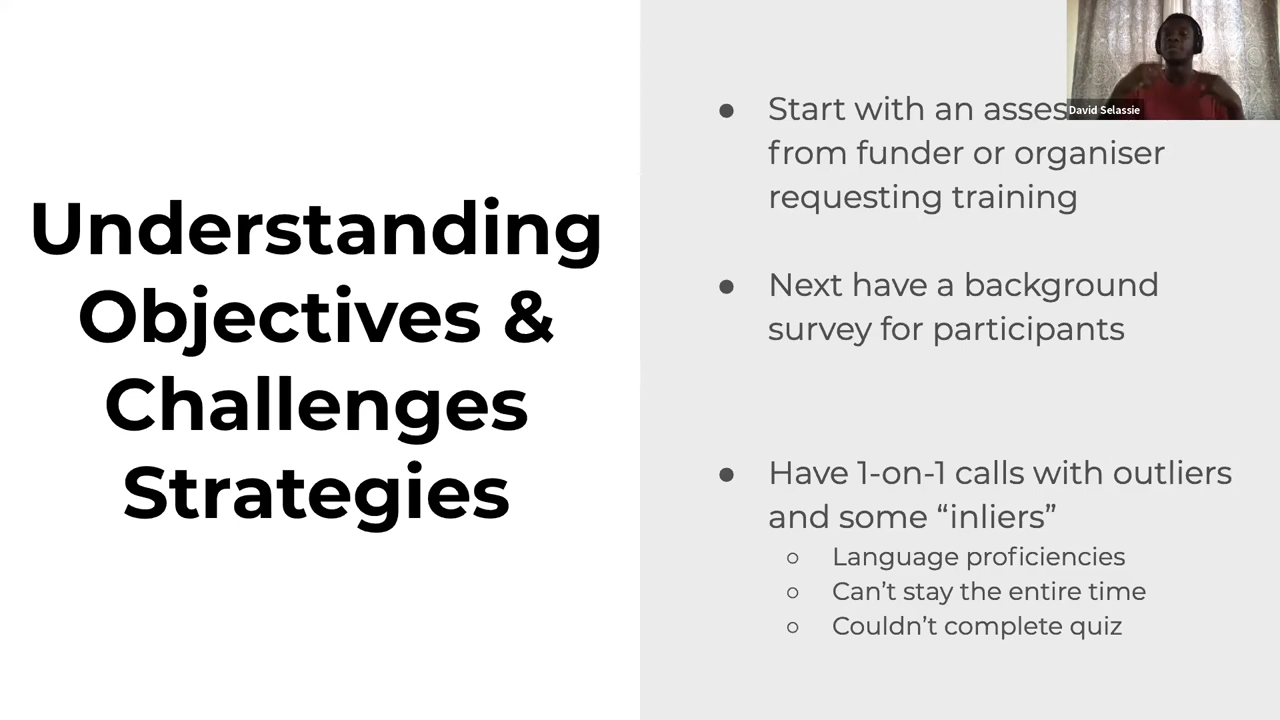 Understanding
Objectives &
Challenges
Strategies
Start with an asses
from funder or organiser
requesting training
Next have a background
survey for participants
Have 1-on-1 calls with outliers
and some “inliers”
Language proficiencies
Can’t stay the entire time
Couldn’t complete quiz
David Selassie